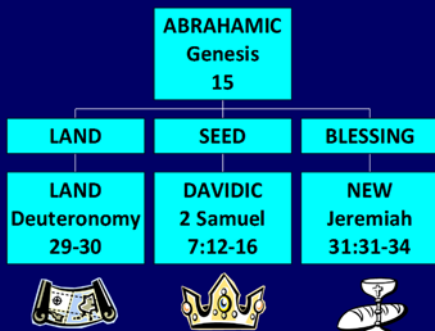 ABRAHAMIC
Genesis
15
LAND
SEED
BLESSING
LAND
Deuteronomy
29-30
DAVIDIC
2 Samuel
7:12-16
NEW
Jeremiah
31:31-34